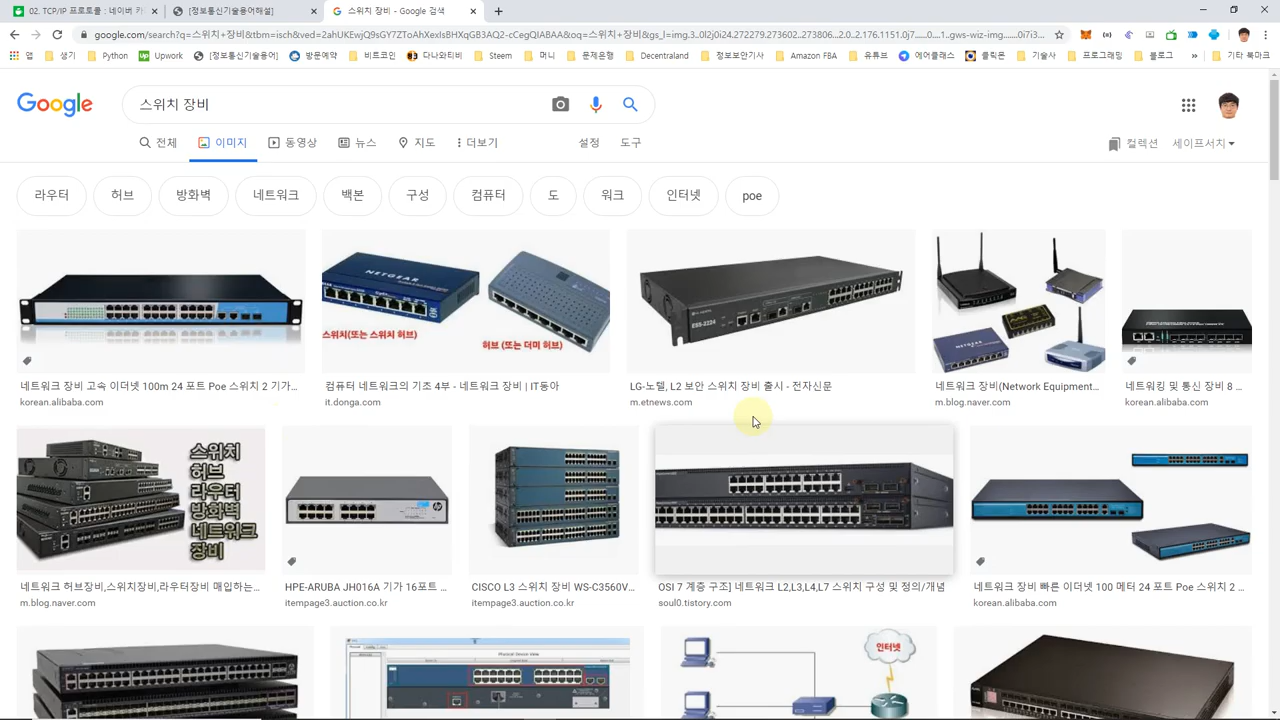 02. TCP/IP 프로토콜 : 네이버 카
[정보통신기술용어해설]
스위치 장비 - Google 검색
google.com/search?q=스위치+장비&tbm=isch&ved=2ahUKEwjQ9sGY7ZToAhXexIsBHXqGB3AQ2-cCegQIABAA&oq=스위치+장비&gs_l=img.3..0l2j0i24.272279.273602..273806...0.2..0.176.1151.0j7......0....1..gws-wiz-img.......0i7i3...
앱
생기
Python
Upwork
[정보통신기술용어]
방문예약
비트코인
다나와티비
Steem
머니
문제은행
Decentraland
정보보안기사
Amazon FBA
유튜브
에어클래스
클릭몬
기술사
프로그래밍
블로그
»
기타 북마크
Google
스위치 장비
전체
이미지
동영상
뉴스
지도
더보기
설정
도구
컬렉션
세이프서치
라우터
허브
방화벽
네트워크
백본
구성
컴퓨터
도
워크
인터넷
poe
NETGEAR
스위치(또는 스위치 허브)
허브 (또는 더미 허브)
ESS-2224
네트워크 장비 고속 이더넷 100m 24 포트 Poe 스위치 2 기가...
korean.alibaba.com
컴퓨터 네트워크의 기초 4부 - 네트워크 장비 | IT동아
it.donga.com
LG-노텔, L2 보안 스위치 장비 출시 - 전자신문
m.etnews.com
네트워크 장비(Network Equipment...
m.blog.naver.com
네트워킹 및 통신 장비 8 ...
korean.alibaba.com
스위치
허브
라우터
방화벽
네트워크
장비
네트워크 허브장비,스위치장비,라우터장비 매입하는...
m.blog.naver.com
HPE-ARUBA JH016A 기가 16포트 ...
itempage3.auction.co.kr
CISCO L3 스위치 장비 WS-C3560V...
itempage3.auction.co.kr
OSI 7 계층 구조] 네트워크 L2,L3,L4,L7 스위치 구성 및 정의/개념
soul0.tistory.com
네트워크 장비 빠른 이더넷 100 메터 24 포트 Poe 스위치 2 ...
korean.alibaba.com
Physical Device View
인터넷